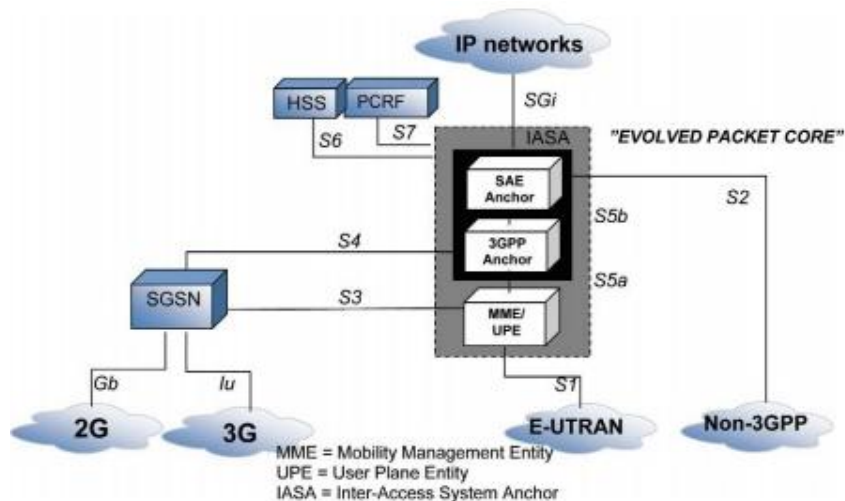 IP networks
HSS
PCRF
SGi
S6
S7
IASA
"EVOLVED PACKET CORE"
SAE
Anchor
S2
S5b
S4
3GPP
Anchor
SGSN
S5a
S3
MME/
UPE
Gb
Iu
S1
2G
3G
E-UTRAN
Non-3GPP
MME = Mobility Management Entity
UPE = User Plane Entity
IASA = Inter-Access System Anchor